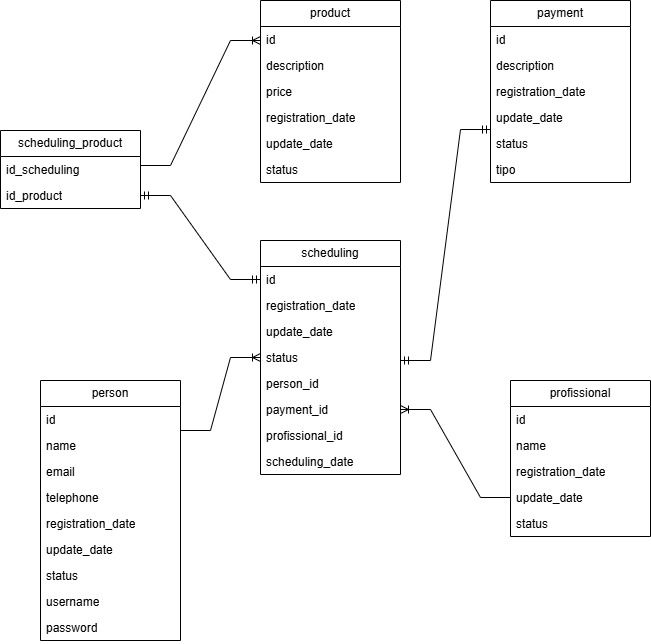 product
id
description
price
registration_date
update_date
status
payment
id
description
registration_date
update_date
status
tipo
scheduling_product
id_scheduling
id_product
scheduling
id
registration_date
update_date
status
person_id
payment_id
profissional_id
scheduling_date
person
id
name
email
telephone
registration_date
update_date
status
username
password
profissional
id
name
registration_date
update_date
status